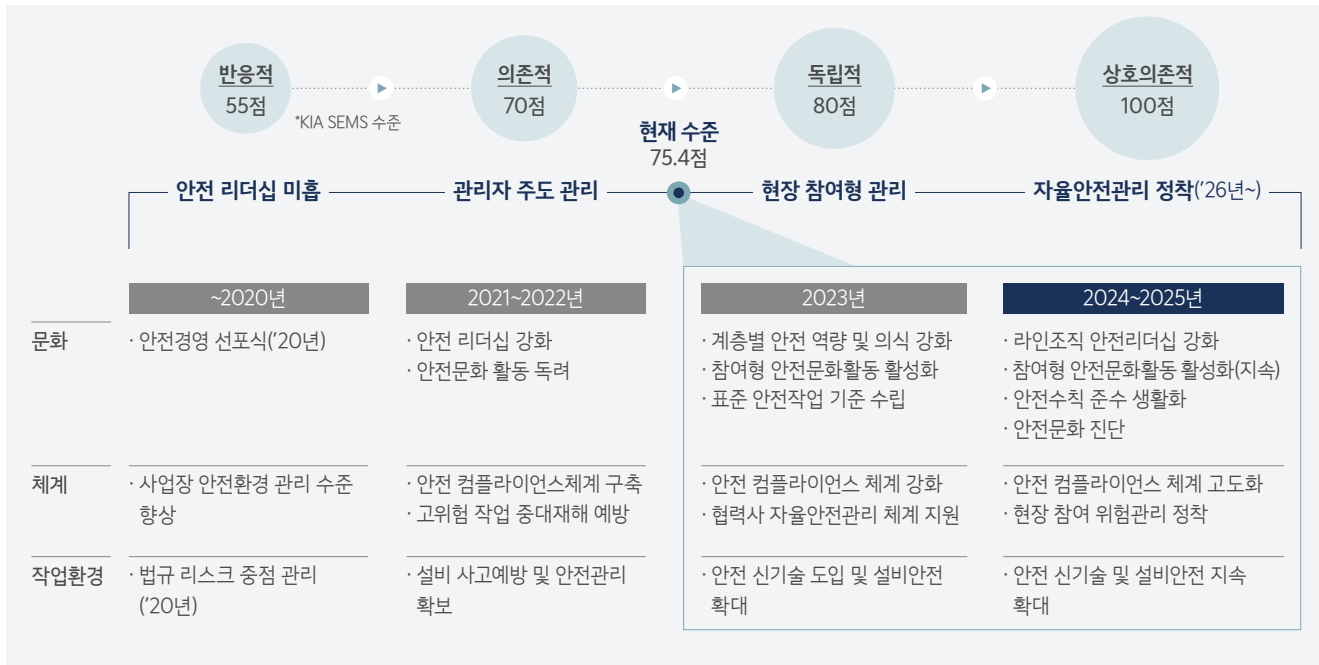 반응적
55점
*KIA SEMS 수준
의존적
70점
현재 수준
75.4점
독립적
80점
상호의존적
100점
안전 리더십 미흡
관리자 주도 관리
현장 참여형 관리
자율안전관리 정착('26년~)
~2020년
2021~2022년
2023년
2024~2025년
문화
· 안전경영 선포식('20년)
· 안전 리더십 강화
· 안전문화 활동 독려
· 계층별 안전 역량 및 의식 강화
· 참여형 안전문화활동 활성화
· 표준 안전작업 기준 수립
· 라인조직 안전리더십 강화
· 참여형 안전문화활동 활성화(지속)
· 안전수칙 준수 생활화
· 안전문화 진단
체계
· 사업장 안전환경 관리 수준
향상
· 안전 컴플라이언스체계 구축
· 고위험 작업 중대재해 예방
· 안전 컴플라이언스 체계 강화
· 협력사 자율안전관리 체계 지원
· 안전 컴플라이언스 체계 고도화
· 현장 참여 위험관리 정착
작업환경
· 법규 리스크 중점 관리
('20년)
· 설비 사고예방 및 안전관리
확보
· 안전 신기술 도입 및 설비안전
확대
· 안전 신기술 및 설비안전 지속
확대